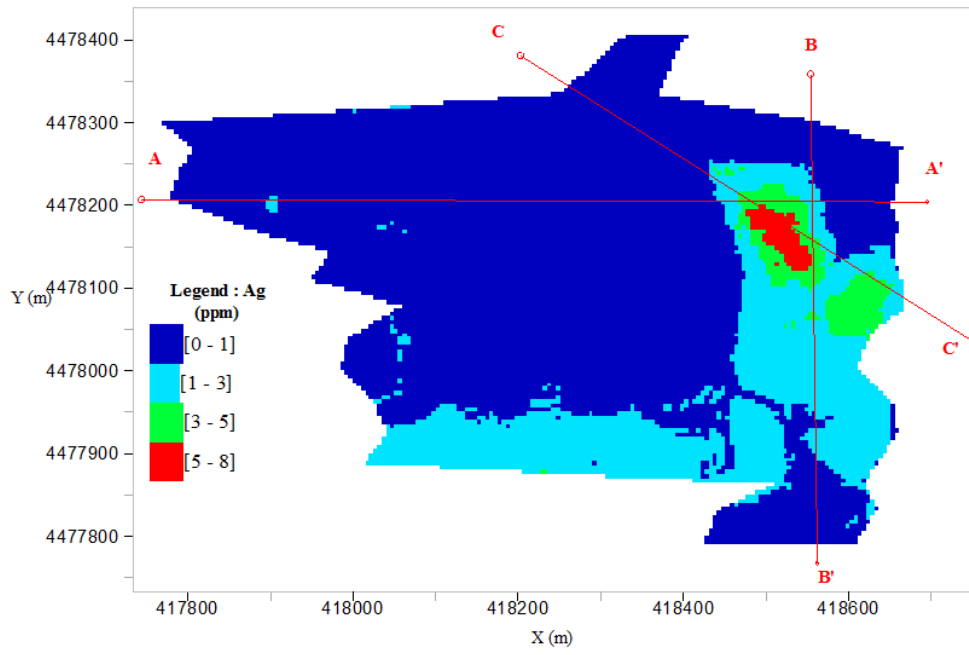 4478400
4478300
4478200
4478100
4478000
4477900
4477800
Y (m)
C
B
A
A'
C'
B'
Legend : Ag
(ppm)
[0 - 1]
[1 - 3]
[3 - 5]
[5 - 8]
417800
418000
418200
418400
418600
X (m)